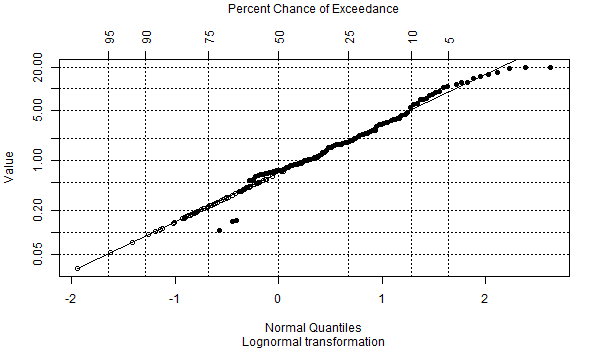 Percent Chance of Exceedance
95 90 75 50 25 10 5
Value
20.00
5.00
1.00
0.20
0.05
-2 -1 0 1 2
Normal Quantiles
Lognormal transformation